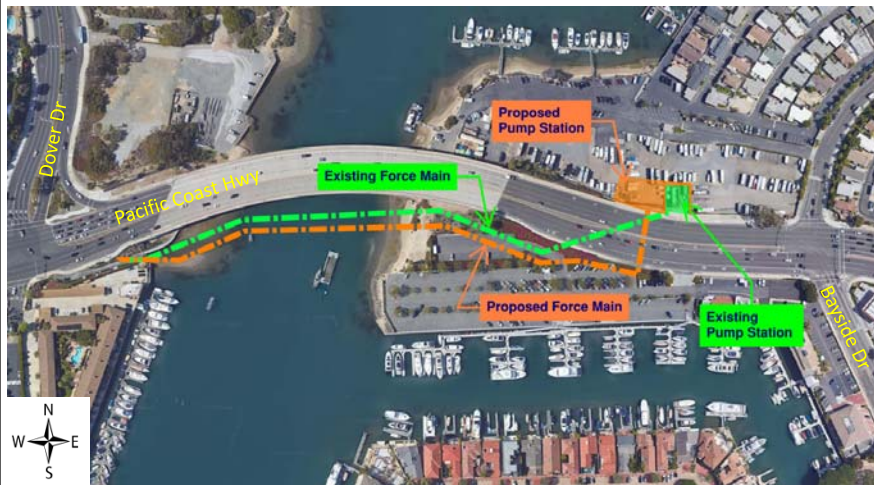 Dover Dr
Pacific Coast Hwy
Existing Force Main
Proposed
Pump Station
Proposed Force Main
Existing
Pump Station
Bayside Dr
N
W E
S